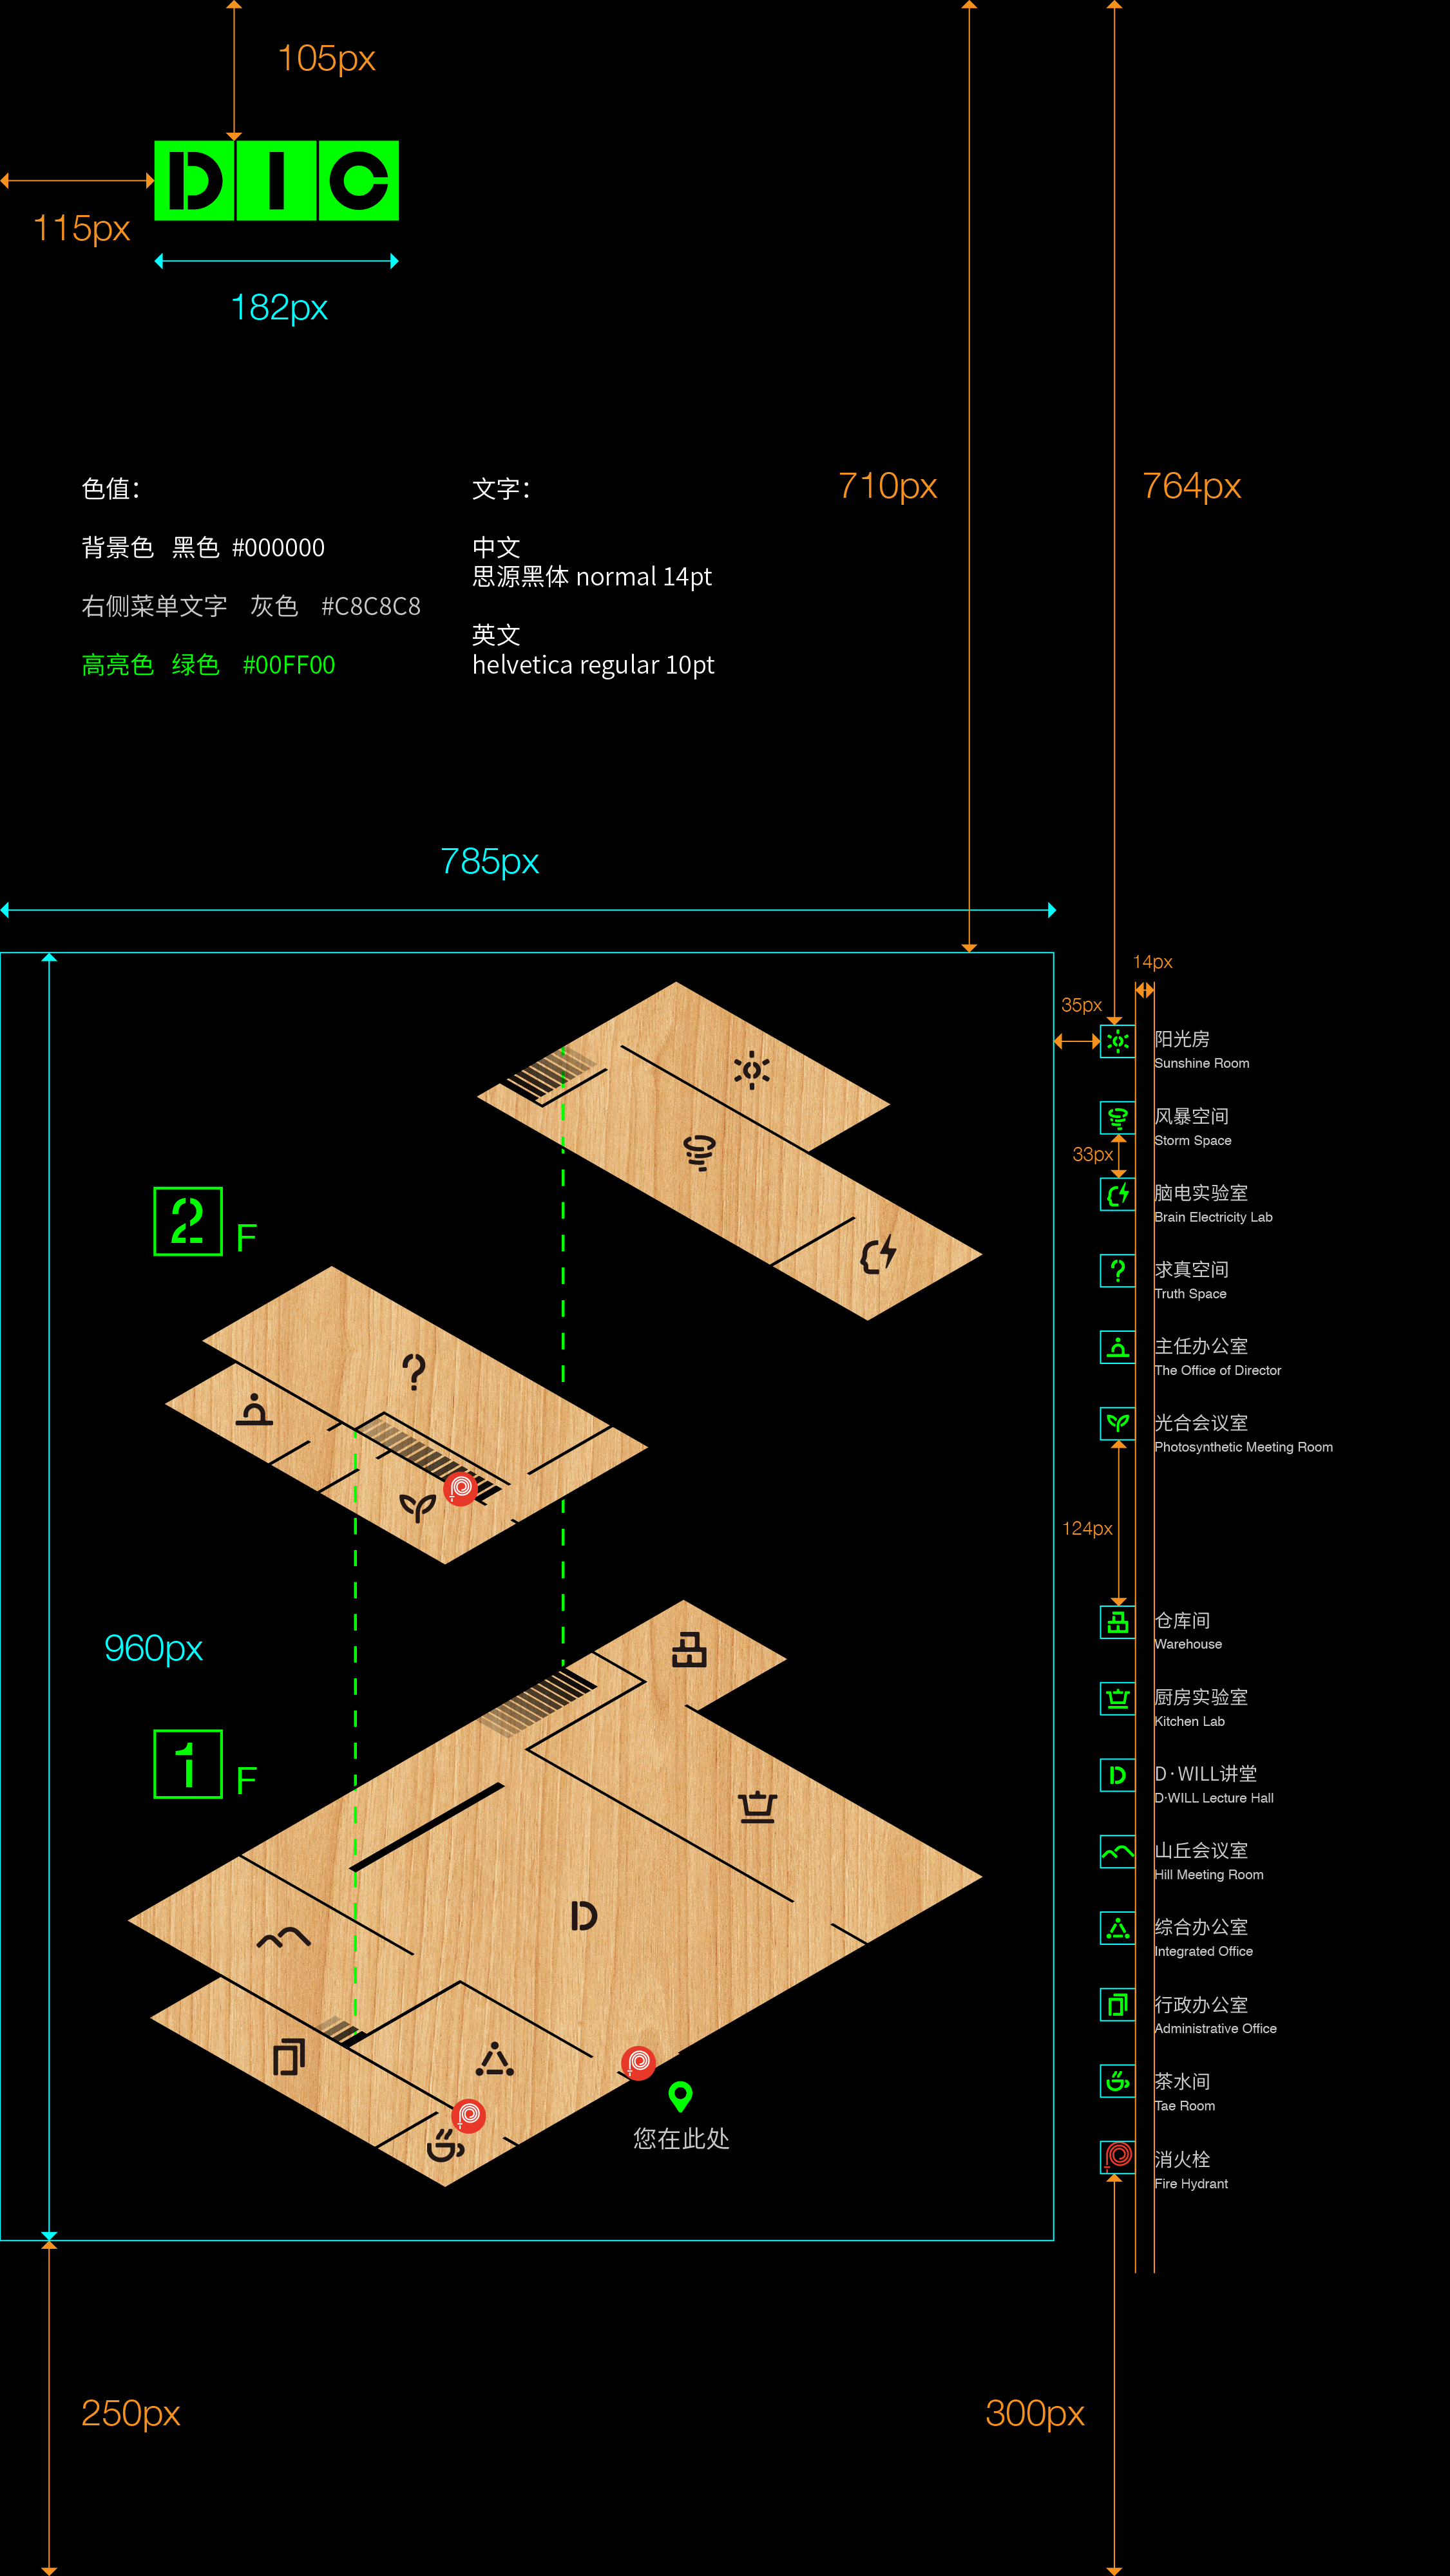 105px
DIC
115px
182px
色值：
背景色 黑色 #000000
右侧菜单文字 灰色 #C8C8C8
高亮色 绿色 #00FF00
文字：
中文
思源黑体 normal 14pt
英文
helvetica regular 10pt
710px
764px
785px
14px
35px
阳光房
Sunshine Room
风暴空间
Storm Space
33px
脑电实验室
Brain Electricity Lab
求真空间
Truth Space
主任办公室
The Office of Director
光合会议室
Photosynthetic Meeting Room
124px
仓库间
Warehouse
厨房实验室
Kitchen Lab
D
D·WILL讲堂
D·WILL Lecture Hall
山丘会议室
Hill Meeting Room
综合办公室
Integrated Office
行政办公室
Administrative Office
茶水间
Tae Room
消火栓
Fire Hydrant
2 F
?
960px
1 F
D
您在此处
250px
300px